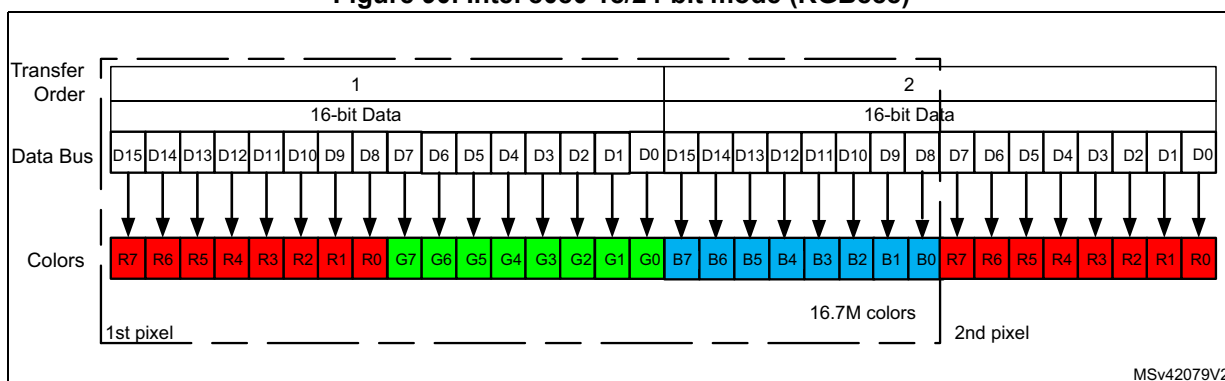 Figure Intel 8080 mode (RGB888)
Transfer Order
1 2
16-bit Data 16-bit Data
Data Bus D15 D14 D13 D12 D11 D10 D9 D8 D7 D6 D5 D4 D3 D2 D1 D0 D15 D14 D13 D12 D11 D10 D9 D8 D7 D6 D5 D4 D3 D2 D1 D0
Colors R7 R6 R5 R4 R3 R2 R1 R0 G7 G6 G5 G4 G3 G2 G1 G0 B7 B6 B5 B4 B3 B2 B1 B0 R7 R6 R5 R4 R3 R2 R1 R0
16.7M colors
1st pixel 2nd pixel
MSv42079V2